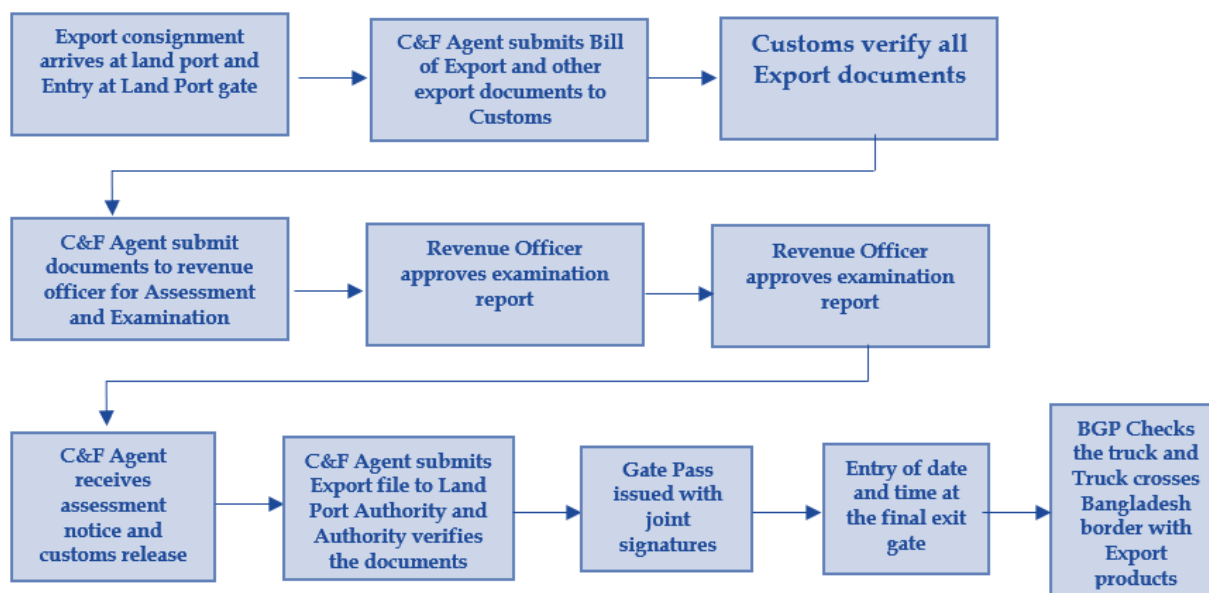 Export consignment
arrives at land port and
Entry at Land Port gate
C&F Agent submits Bill
of Export and other
export documents to
Customs
Customs verify all
Export documents
C&F Agent submit
documents to revenue
officer for Assessment
and Examination
Revenue Officer
approves examination
report
Revenue Officer
approves examination
report
C&F Agent
receives
assessment
notice and
customs release
C&F Agent submits
Export file to Land
Port Authority and
Authority verifies
the documents
Gate Pass
issued with
joint
signatures
Entry of date
and time at
the final exit
gate
BGP Checks
the truck and
Truck crosses
Bangladesh
border with
Export
products